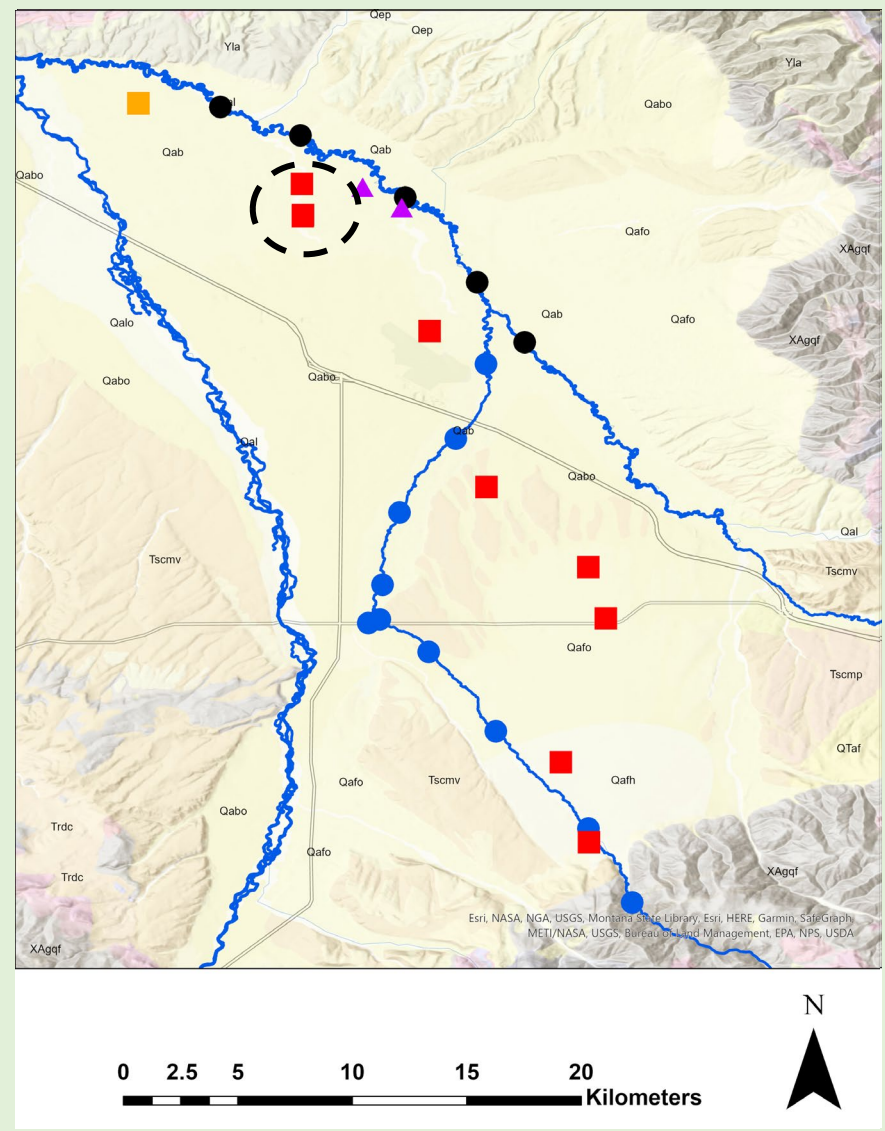 Qep
Qep
Yla
Yla
Qabo
Qab
Qab
Qabo
Qafo
XAgqf
Qab
Qafo
XAgqf
Qalo
Qabo
Qabo
Qab
Qal
Qabo
Qal
Tscmv
Tscmv
Qafo
Tscmp
QTaf
Qafo
Tscmv
Qafh
Qabo
Trdc
Qafo
XAgqf
Trdc
Esri, NASA, NGA, USGS, Montana State Library, Esri, HERE, Garmin, SafeGraph,
METI/NASA, USGS, Bureau of Land Management, EPA, NPS, USDA
XAgqf
N
0 2.5 5 10 15 20
Kilometers